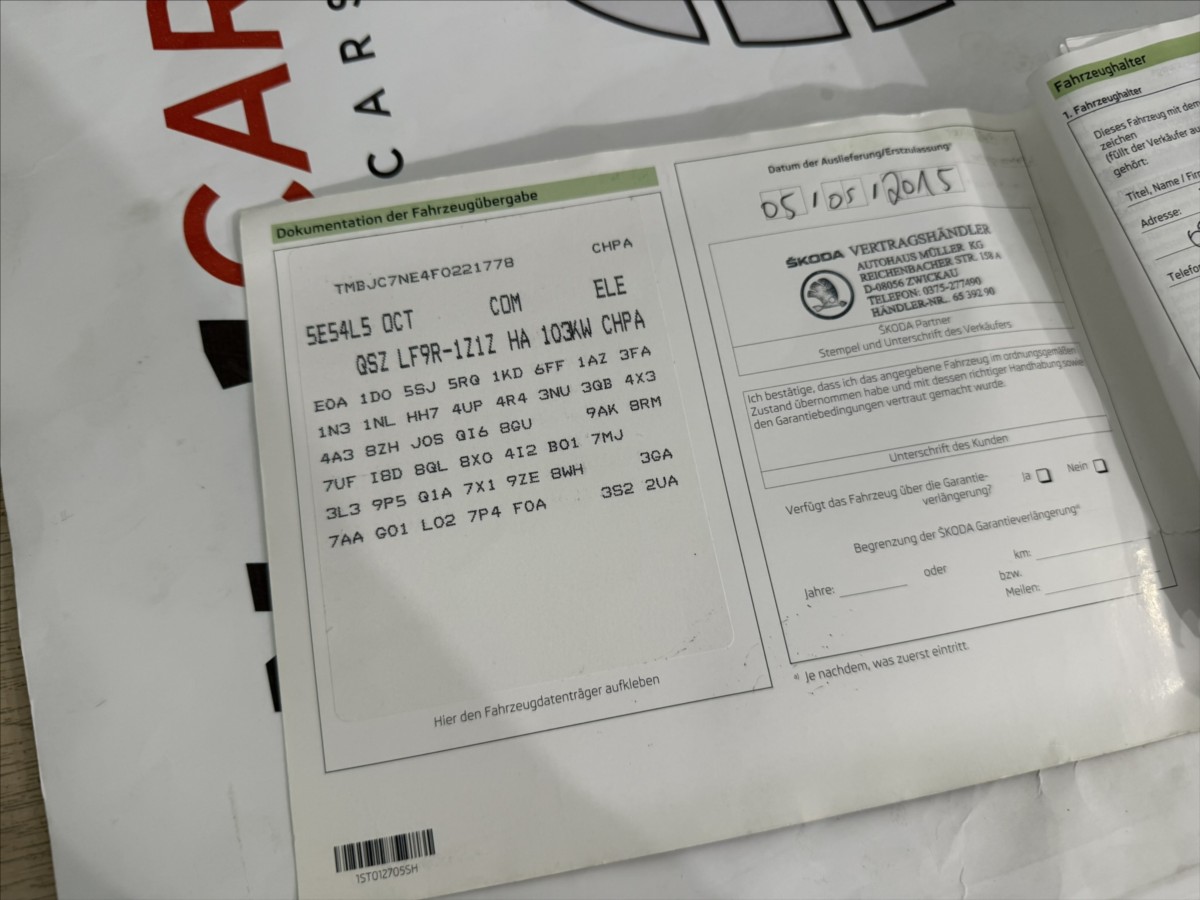 CAR
CARS
Dokumentation der Fahrzeugübergabe
TMBJC7NE4F0221778 CHPA
5E54L5 OCT COM ELE
QSZ LF9R-1Z1Z HA 103KW CHPA
E0A 1D0 5SJ 5RQ 1KD 6FF 1AZ 3FA
1N3 1NL HH7 4UP 4R4 3NU 3QB 4X3
4A3 8ZH J0S QI6 8GU 9AK 8RM
7UF I8D 8QL 8X0 4I2 B01 7MJ
3L3 9P5 Q1A 7X1 9ZE 8WH 3GA
7AA G01 L02 7P4 F0A 3S2 2UA
Hier den Fahrzeugdatenträger aufkleben
1ST012705SH
Datum der Auslieferung/Erstzulassung
05/05/2015
ŠKODA VERTRAGSHÄNDLER
AUTOHAUS MÜLLER KG
REICHENBACHER STR. 158 A
D-08056 ZWICKAU
TELEFON: 0375-277490
HÄNDLER-NR. 65 392 90
ŠKODA Partner
Stempel und Unterschrift des Verkäufers
Ich bestätige, dass ich das angegebene Fahrzeug im ordnungsgemäßen
Zustand übernommen habe und mit dessen richtiger Handhabung sowie
den Garantiebedingungen vertraut gemacht wurde.
Unterschrift des Kunden
Verfügt das Fahrzeug über die Garantie-
verlängerung? Ja Nein
Begrenzung der ŠKODA Garantieverlängerung
Jahre: oder km:
bzw.
Meilen:
Je nachdem, was zuerst eintritt.
Fahrzeughalter
1. Fahrzeughalter
Dieses Fahrzeug mit dem
zeichen
(füllt der Verkäufer au
gehört:
Titel, Name / Fir
Adresse:
Telefo